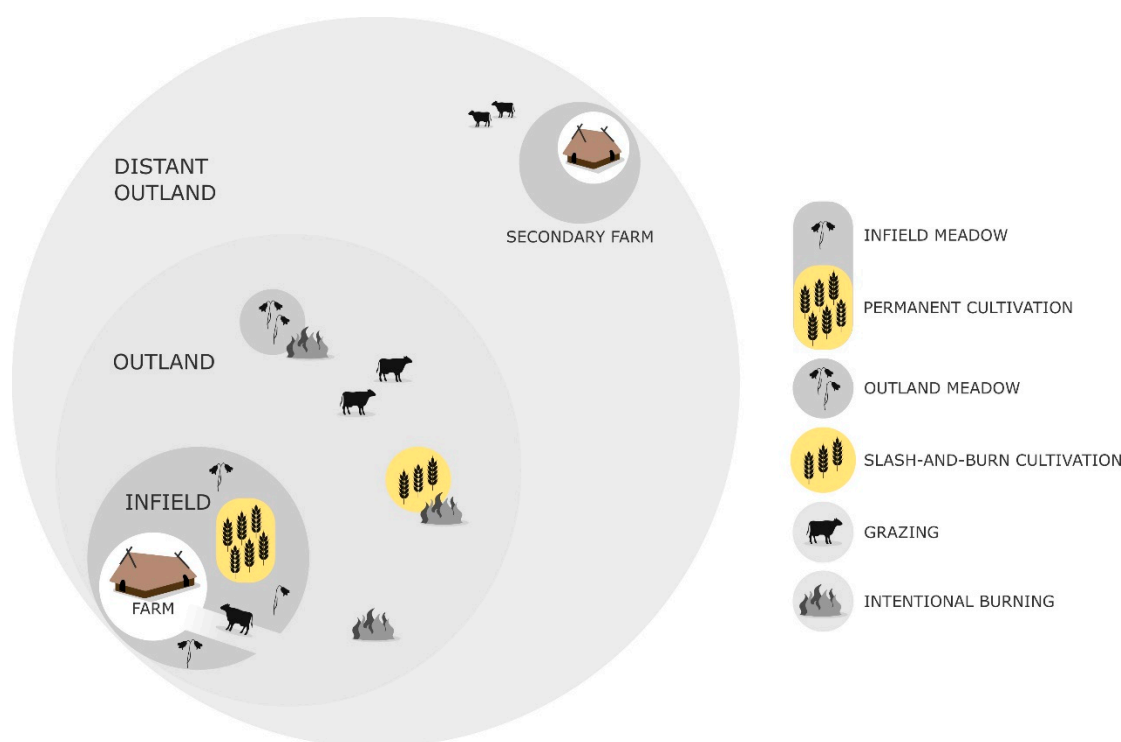 DISTANT
OUTLAND
SECONDARY FARM
OUTLAND
INFIELD
FARM
INFIELD MEADOW
PERMANENT CULTIVATION
OUTLAND MEADOW
SLASH-AND-BURN CULTIVATION
GRAZING
INTENTIONAL BURNING